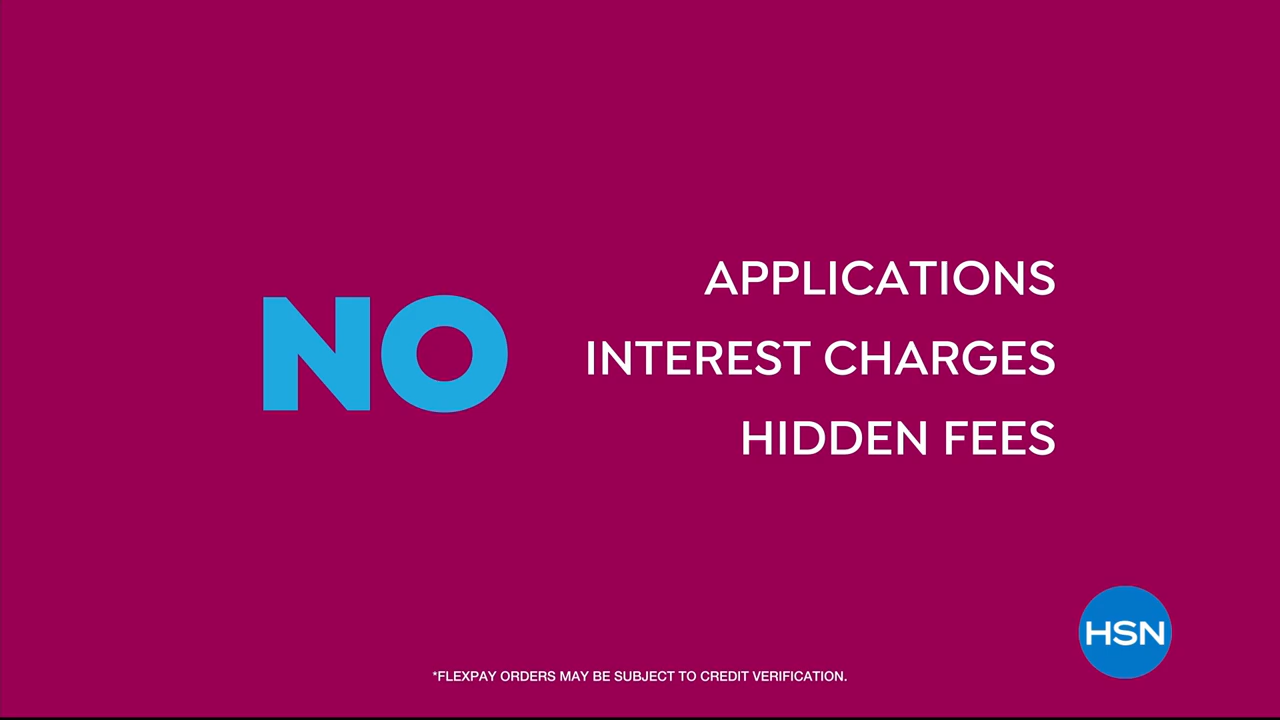 NO
APPLICATIONS
INTEREST CHARGES
HIDDEN FEES
HSN
*FLEXPAY ORDERS MAY BE SUBJECT TO CREDIT VERIFICATION.